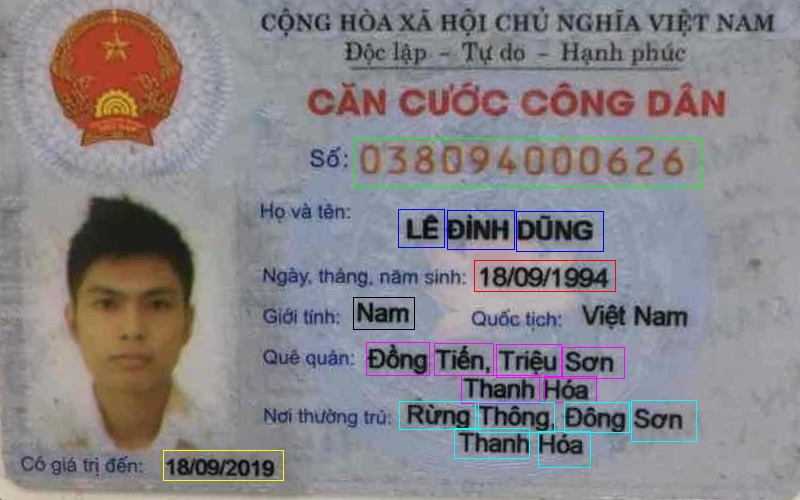 CỘNG HÒA XÃ HỘI CHỦ NGHĨA VIỆT NAM
Độc lập - Tự do - Hạnh phúc
CĂN CƯỚC CÔNG DÂN
Số: 038094000626
Họ và tên:
LÊ ĐÌNH DŨNG
Ngày, tháng, năm sinh: 18/09/1994
Giới tính: Nam Quốc tịch: Việt Nam
Quê quán: Đồng Tiến, Triệu Sơn
Thanh Hóa
Nơi thường trú: Rừng Thông, Đông Sơn
Thanh Hóa
Có giá trị đến: 18/09/2019